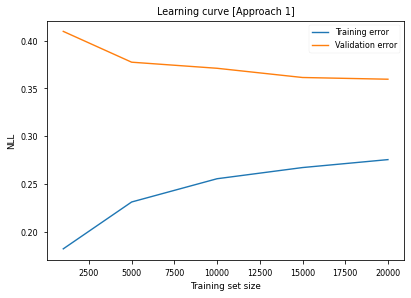 Learning curve [Approach 1]
Training error
Validation error
NLL
0.40
0.35
0.30
0.25
0.20
2500 5000 7500 10000 12500 15000 17500 20000
Training set size